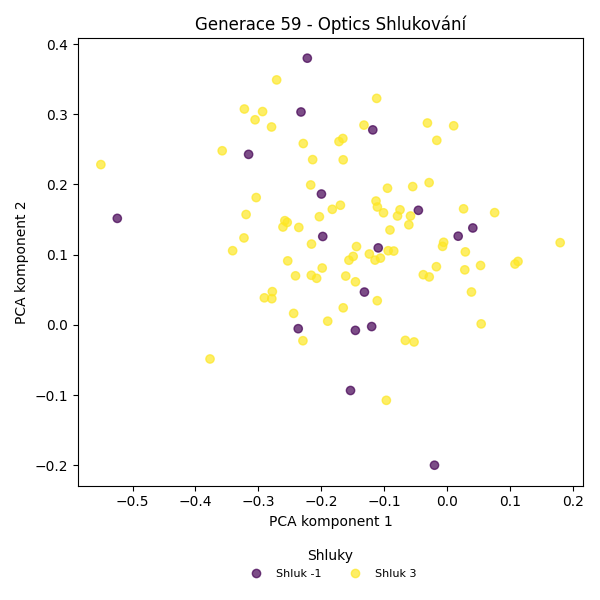 Generace 59 - Optics Shlukování
PCA komponent 2
0.4
0.3
0.2
0.1
0.0
−0.1
−0.2
−0.5 −0.4 −0.3 −0.2 −0.1 0.0 0.1 0.2
PCA komponent 1
Shluky
Shluk -1 Shluk 3